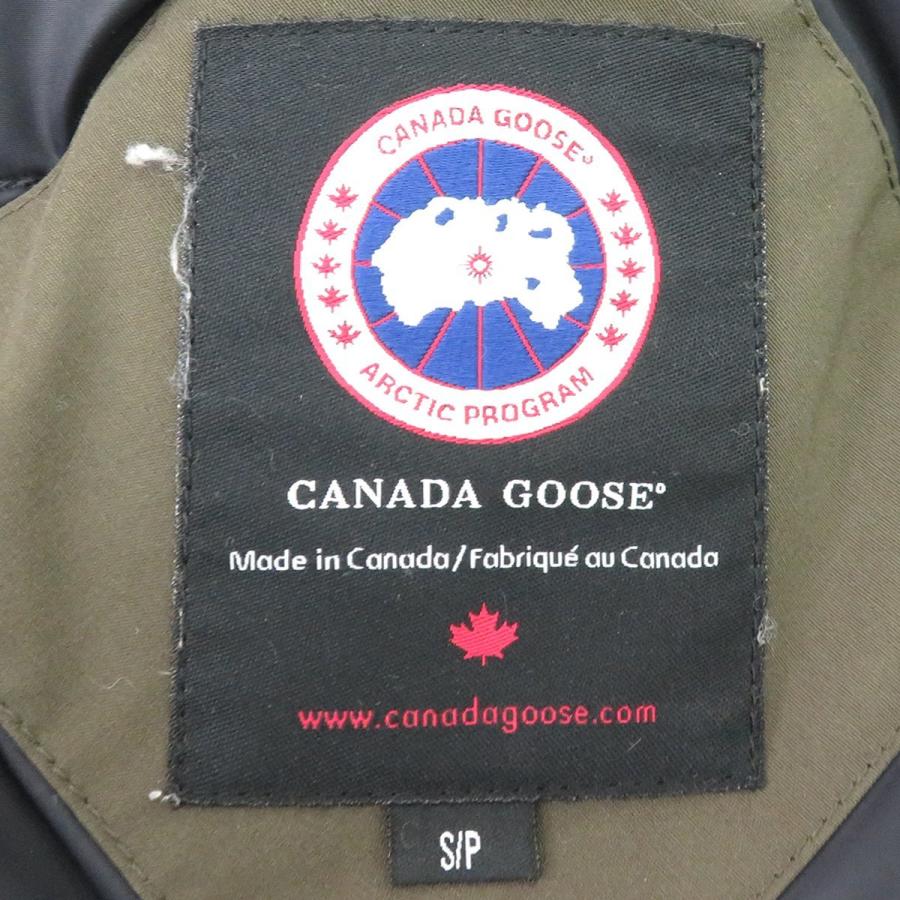 CANADA GOOSE®
ARCTIC PROGRAM
CANADA GOOSE®
Made in Canada/Fabriqué au Canada
www.canadagoose.com
S/P